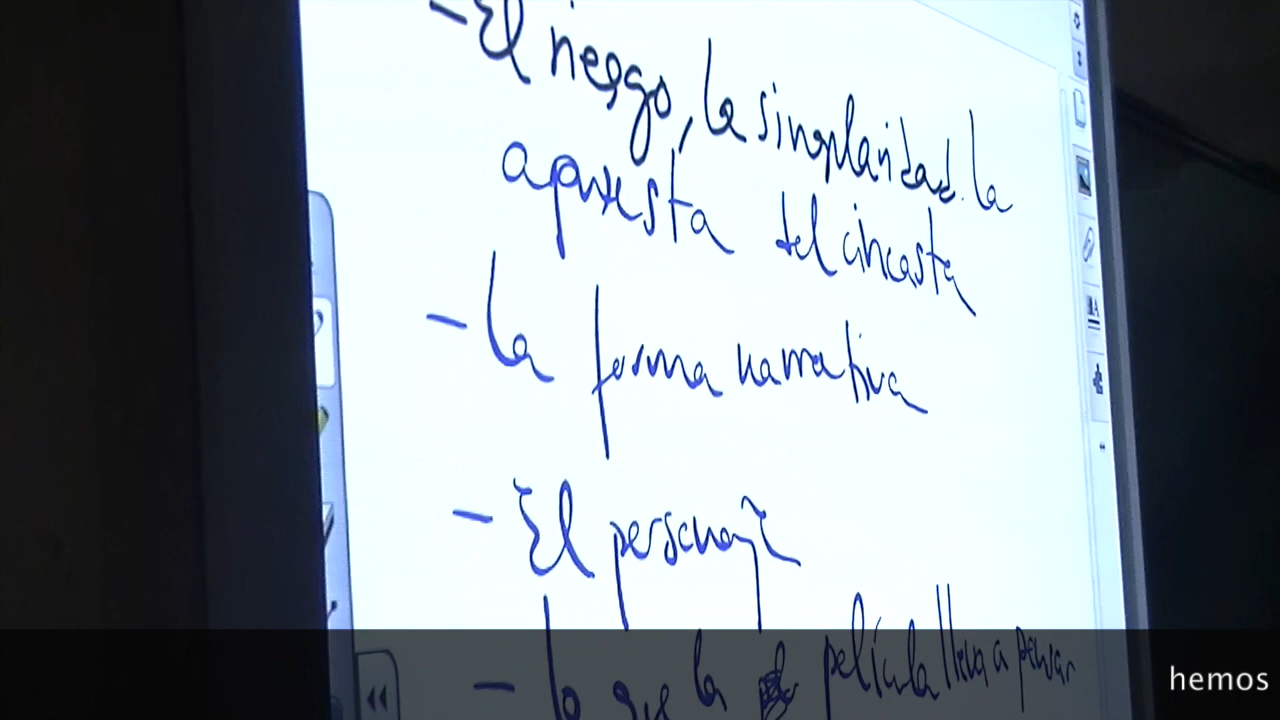 - El riesgo, la singularidad. la
apuesta del cineasta
- La forma narrativa
- El personaje
- Lo que la película lleva a pensar
hemos